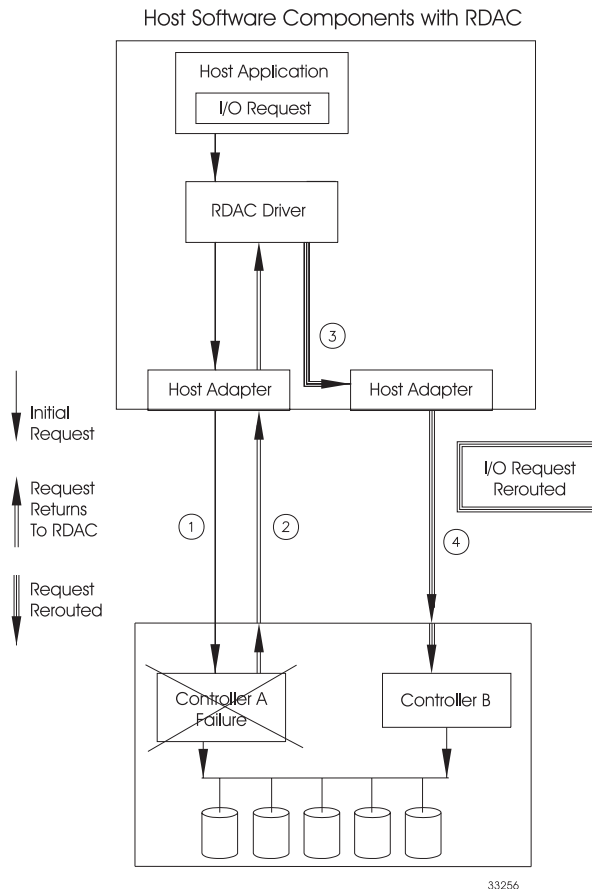 Host Software Components with RDAC
Host Application
I/O Request
RDAC Driver
3
Host Adapter
Host Adapter
Initial
Request
Request
Returns
To RDAC
Request
Rerouted
I/O Request
Rerouted
1
2
4
Controller A
Failure
Controller B
33256